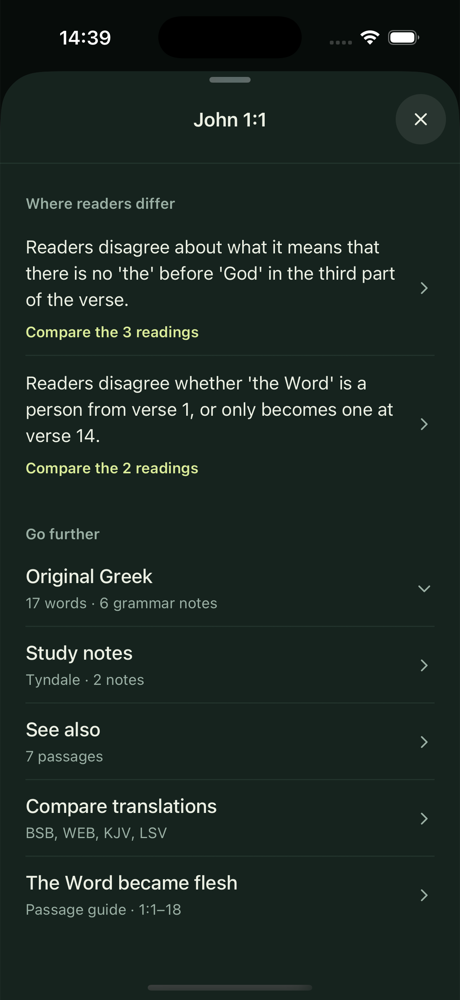 14:39
John 1:1
Where readers differ
Readers disagree about what it means that
there is no 'the' before 'God' in the third part
of the verse.
Compare the 3 readings
Readers disagree whether 'the Word' is a
person from verse 1, or only becomes one at
verse 14.
Compare the 2 readings
Go further
Original Greek
17 words · 6 grammar notes
Study notes
Tyndale · 2 notes
See also
7 passages
Compare translations
BSB, WEB, KJV, LSV
The Word became flesh
Passage guide · 1:1–18